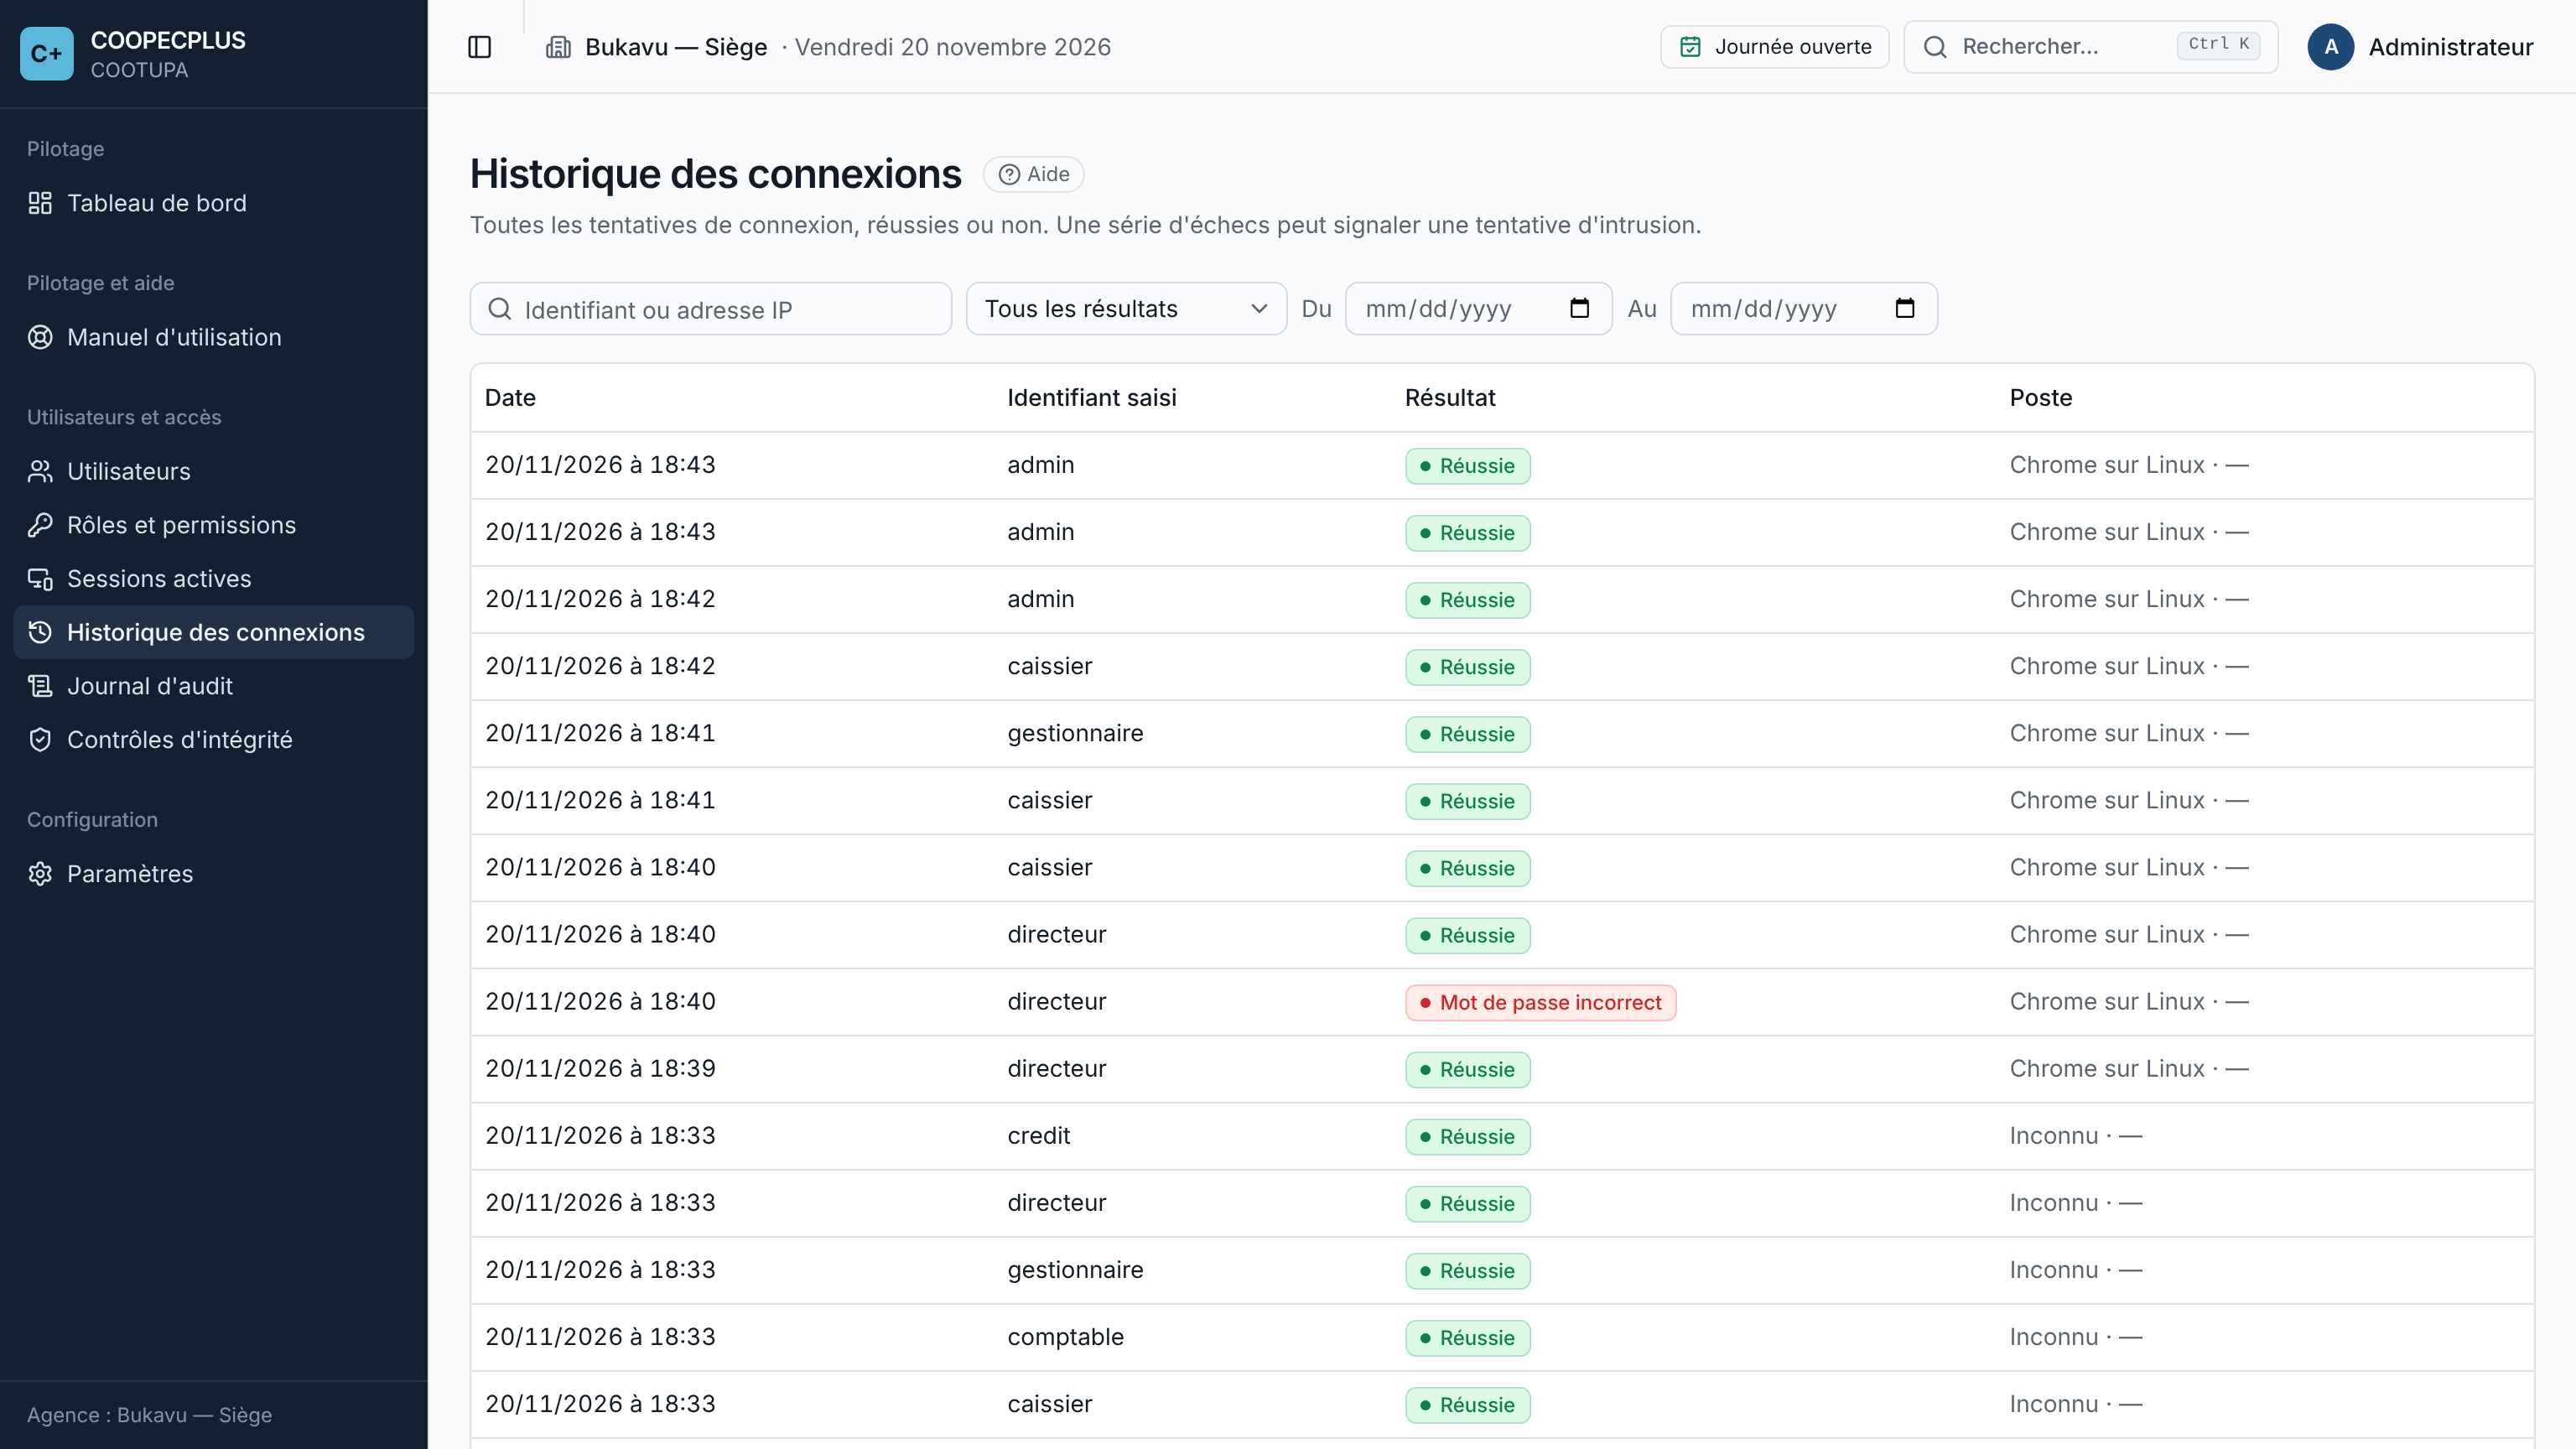 C+
COOPECPLUS
COOTUPA
Pilotage
Tableau de bord
Pilotage et aide
Manuel d'utilisation
Utilisateurs et accès
Utilisateurs
Rôles et permissions
Sessions actives
Historique des connexions
Journal d'audit
Contrôles d'intégrité
Configuration
Paramètres
Agence : Bukavu — Siège
Bukavu — Siège · Vendredi 20 novembre 2026
Journée ouverte
Rechercher... Ctrl K
A Administrateur
Historique des connexions Aide
Toutes les tentatives de connexion, réussies ou non. Une série d'échecs peut signaler une tentative d'intrusion.
Identifiant ou adresse IP Tous les résultats Du mm/dd/yyyy Au mm/dd/yyyy
Date Identifiant saisi Résultat Poste
20/11/2026 à 18:43 admin Réussie Chrome sur Linux · —
20/11/2026 à 18:43 admin Réussie Chrome sur Linux · —
20/11/2026 à 18:42 admin Réussie Chrome sur Linux · —
20/11/2026 à 18:42 caissier Réussie Chrome sur Linux · —
20/11/2026 à 18:41 gestionnaire Réussie Chrome sur Linux · —
20/11/2026 à 18:41 caissier Réussie Chrome sur Linux · —
20/11/2026 à 18:40 caissier Réussie Chrome sur Linux · —
20/11/2026 à 18:40 directeur Réussie Chrome sur Linux · —
20/11/2026 à 18:40 directeur Mot de passe incorrect Chrome sur Linux · —
20/11/2026 à 18:39 directeur Réussie Chrome sur Linux · —
20/11/2026 à 18:33 credit Réussie Inconnu · —
20/11/2026 à 18:33 directeur Réussie Inconnu · —
20/11/2026 à 18:33 gestionnaire Réussie Inconnu · —
20/11/2026 à 18:33 comptable Réussie Inconnu · —
20/11/2026 à 18:33 caissier Réussie Inconnu · —